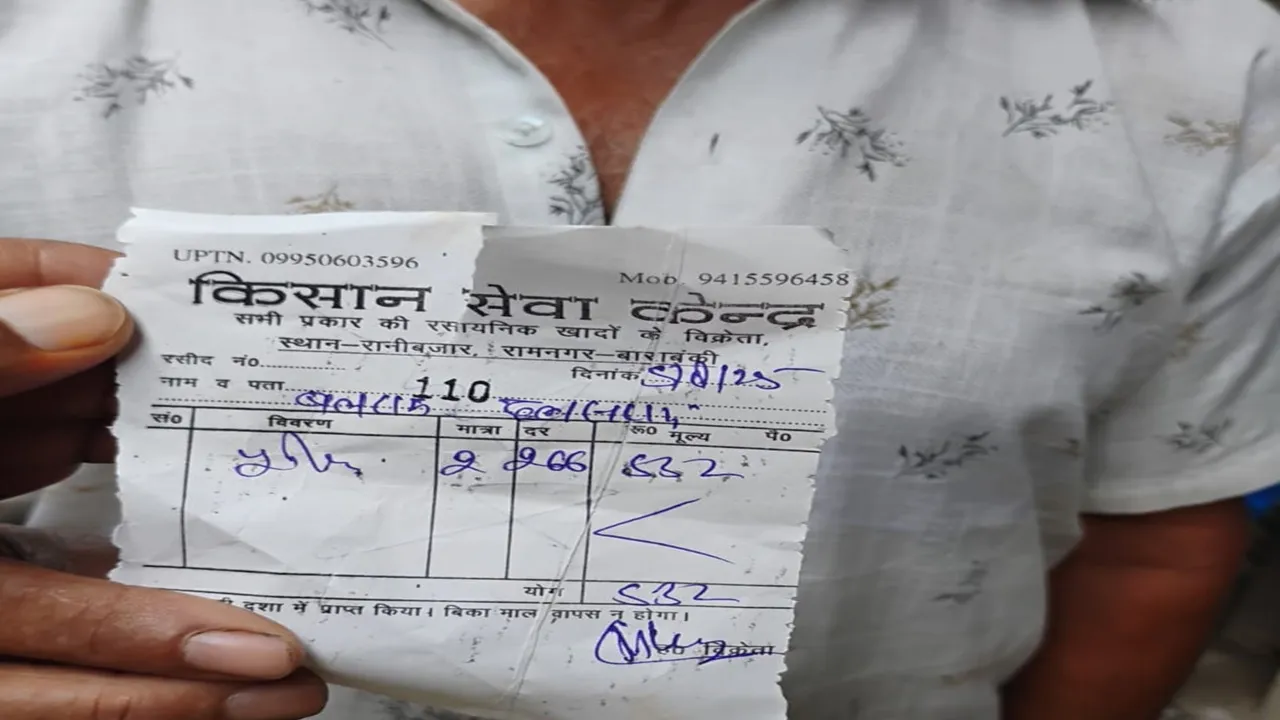 UPTN. 09950603596
Mob. 9415596458
किसान सेवा केन्द्र
सभी प्रकार की रसायनिक खादों के विक्रेता,
स्थान-रानीबजार, रामनगर-बाराबंकी
रसीद नं०..............
110
दिनांक
नाम व पता
सं० विवरण मात्रा दर रू० मूल्य पै०
2 266 532
योग 532
दशा में प्राप्त किया। बिका माल वापस न होगा।
विक्रेता